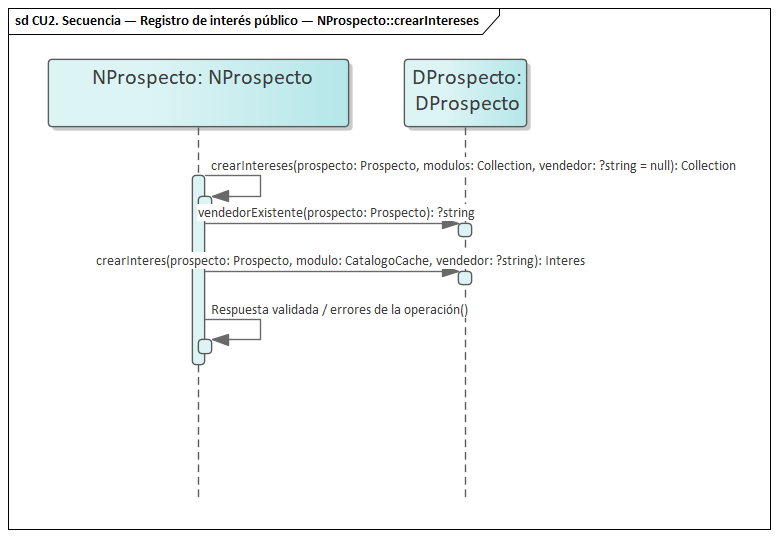 sd CU2. Secuencia — Registro de interés público — NProspecto::crearIntereses
NProspecto: NProspecto
DProspecto:
DProspecto
crearIntereses(prospecto: Prospecto, modulos: Collection, vendedor: ?string = null): Collection
vendedorExistente(prospecto: Prospecto): ?string
crearInteres(prospecto: Prospecto, modulo: CatalogoCache, vendedor: ?string): Interes
Respuesta validada / errores de la operación()